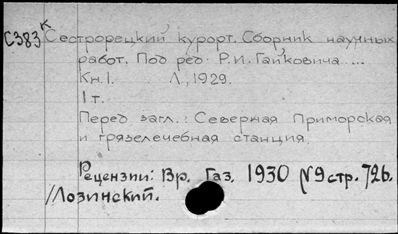 С383к Сестрорецкий курорт. Сборник научных
работ. Под ред. Р.И. Гайковича ...
Кн. I. Л., 1929.
1 т.
Перед загл.: Северная Приморская
и грязелечебная станция.
Рецензии: Вр. Газ. 1930 N9 стр. 726.
/Лозинский.